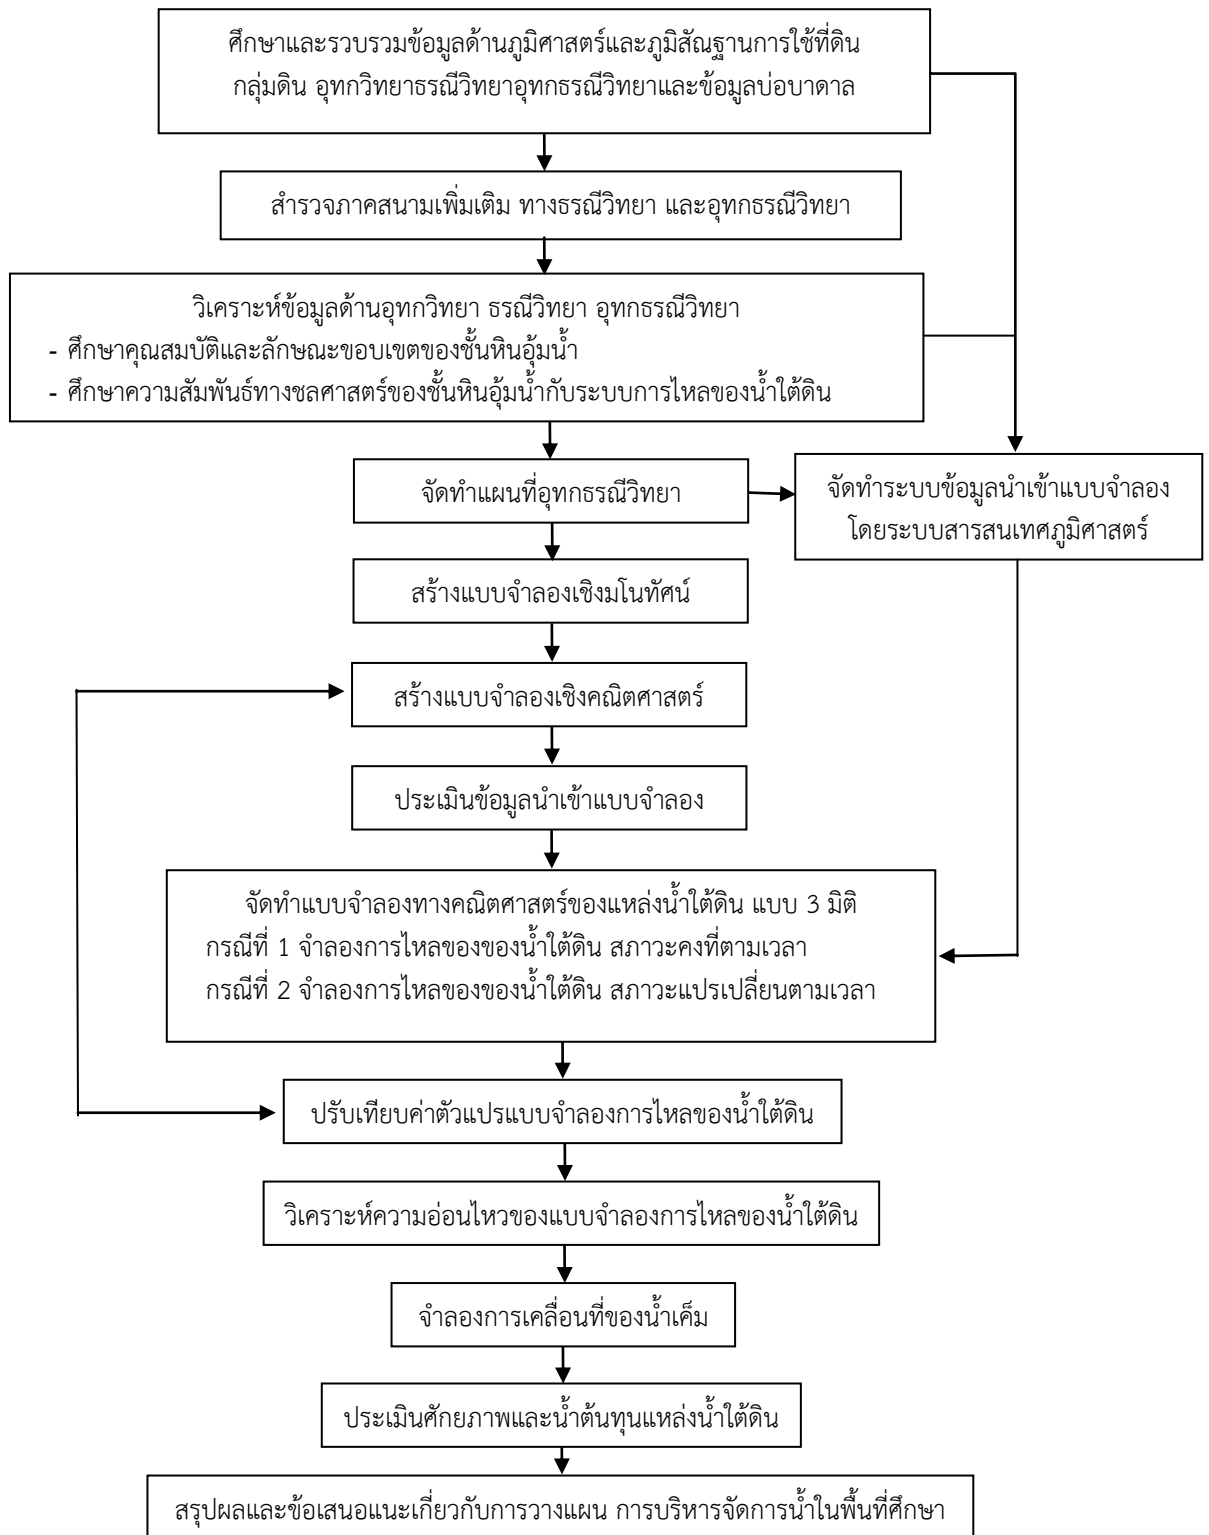 ศึกษาและรวบรวมข้อมูลด้านภูมิศาสตร์และภูมิสัณฐานการใช้ที่ดิน
กลุ่มดิน อุทกวิทยาธรณีวิทยาอุทกธรณีวิทยาและข้อมูลบ่อบาดาล
สำรวจภาคสนามเพิ่มเติม ทางธรณีวิทยา และอุทกธรณีวิทยา
วิเคราะห์ข้อมูลด้านอุทกวิทยา ธรณีวิทยา อุทกธรณีวิทยา
- ศึกษาคุณสมบัติและลักษณะขอบเขตของชั้นหินอุ้มน้ำ
- ศึกษาความสัมพันธ์ทางชลศาสตร์ของชั้นหินอุ้มน้ำกับระบบการไหลของน้ำใต้ดิน
จัดทำแผนที่อุทกธรณีวิทยา
จัดทำระบบข้อมูลนำเข้าแบบจำลอง
โดยระบบสารสนเทศภูมิศาสตร์
สร้างแบบจำลองเชิงมโนทัศน์
สร้างแบบจำลองเชิงคณิตศาสตร์
ประเมินข้อมูลนำเข้าแบบจำลอง
จัดทำแบบจำลองทางคณิตศาสตร์ของแหล่งน้ำใต้ดิน แบบ 3 มิติ
กรณีที่ 1 จำลองการไหลของของน้ำใต้ดิน สภาวะคงที่ตามเวลา
กรณีที่ 2 จำลองการไหลของของน้ำใต้ดิน สภาวะแปรเปลี่ยนตามเวลา
ปรับเทียบค่าตัวแปรแบบจำลองการไหลของน้ำใต้ดิน
วิเคราะห์ความอ่อนไหวของแบบจำลองการไหลของน้ำใต้ดิน
จำลองการเคลื่อนที่ของน้ำเค็ม
ประเมินศักยภาพและน้ำต้นทุนแหล่งน้ำใต้ดิน
สรุปผลและข้อเสนอแนะเกี่ยวกับการวางแผน การบริหารจัดการน้ำในพื้นที่ศึกษา